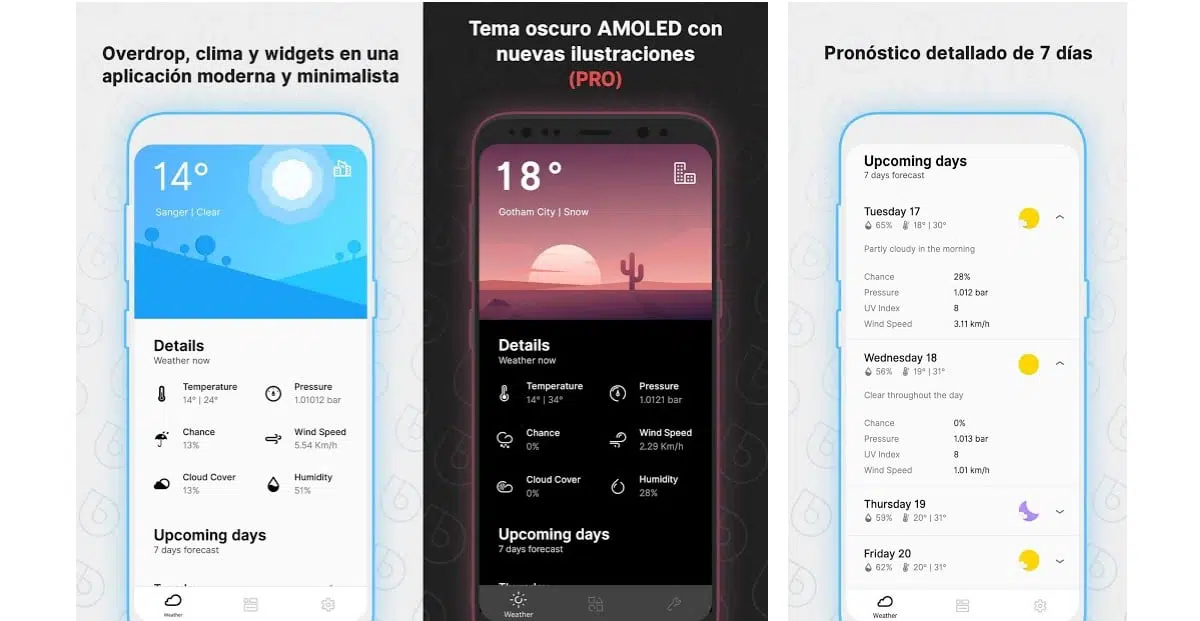 Overdrop, clima y widgets en una
aplicación moderna y minimalista
14°
Sanger | Clear
Details
Weather now
Temperature
14° | 24°
Pressure
1.01012 bar
Chance
13%
Wind Speed
5.54 Km/h
Cloud Cover
13%
Humidity
51%
Upcoming days
7 days forecast
Weather
Tema oscuro AMOLED con
nuevas ilustraciones
(PRO)
18°
Gotham City | Snow
Details
Weather now
Temperature
14° | 34°
Pressure
1.0121 bar
Chance
0%
Wind Speed
2.29 Km/h
Cloud Cover
0%
Humidity
28%
Upcoming days
7 days forecast
Weather
Pronóstico detallado de 7 días
Upcoming days
7 days forecast
Tuesday 17
65% 18° | 30°
Partly cloudy in the morning
Chance 28%
Pressure 1.012 bar
UV Index 8
Wind Speed 3.11 km/h
Wednesday 18
56% 19° | 31°
Clear throughout the day
Chance 0%
Pressure 1.013 bar
UV Index 8
Wind Speed 1.01 km/h
Thursday 19
59% 20° | 31°
Friday 20
62% 20° | 31°
Weather